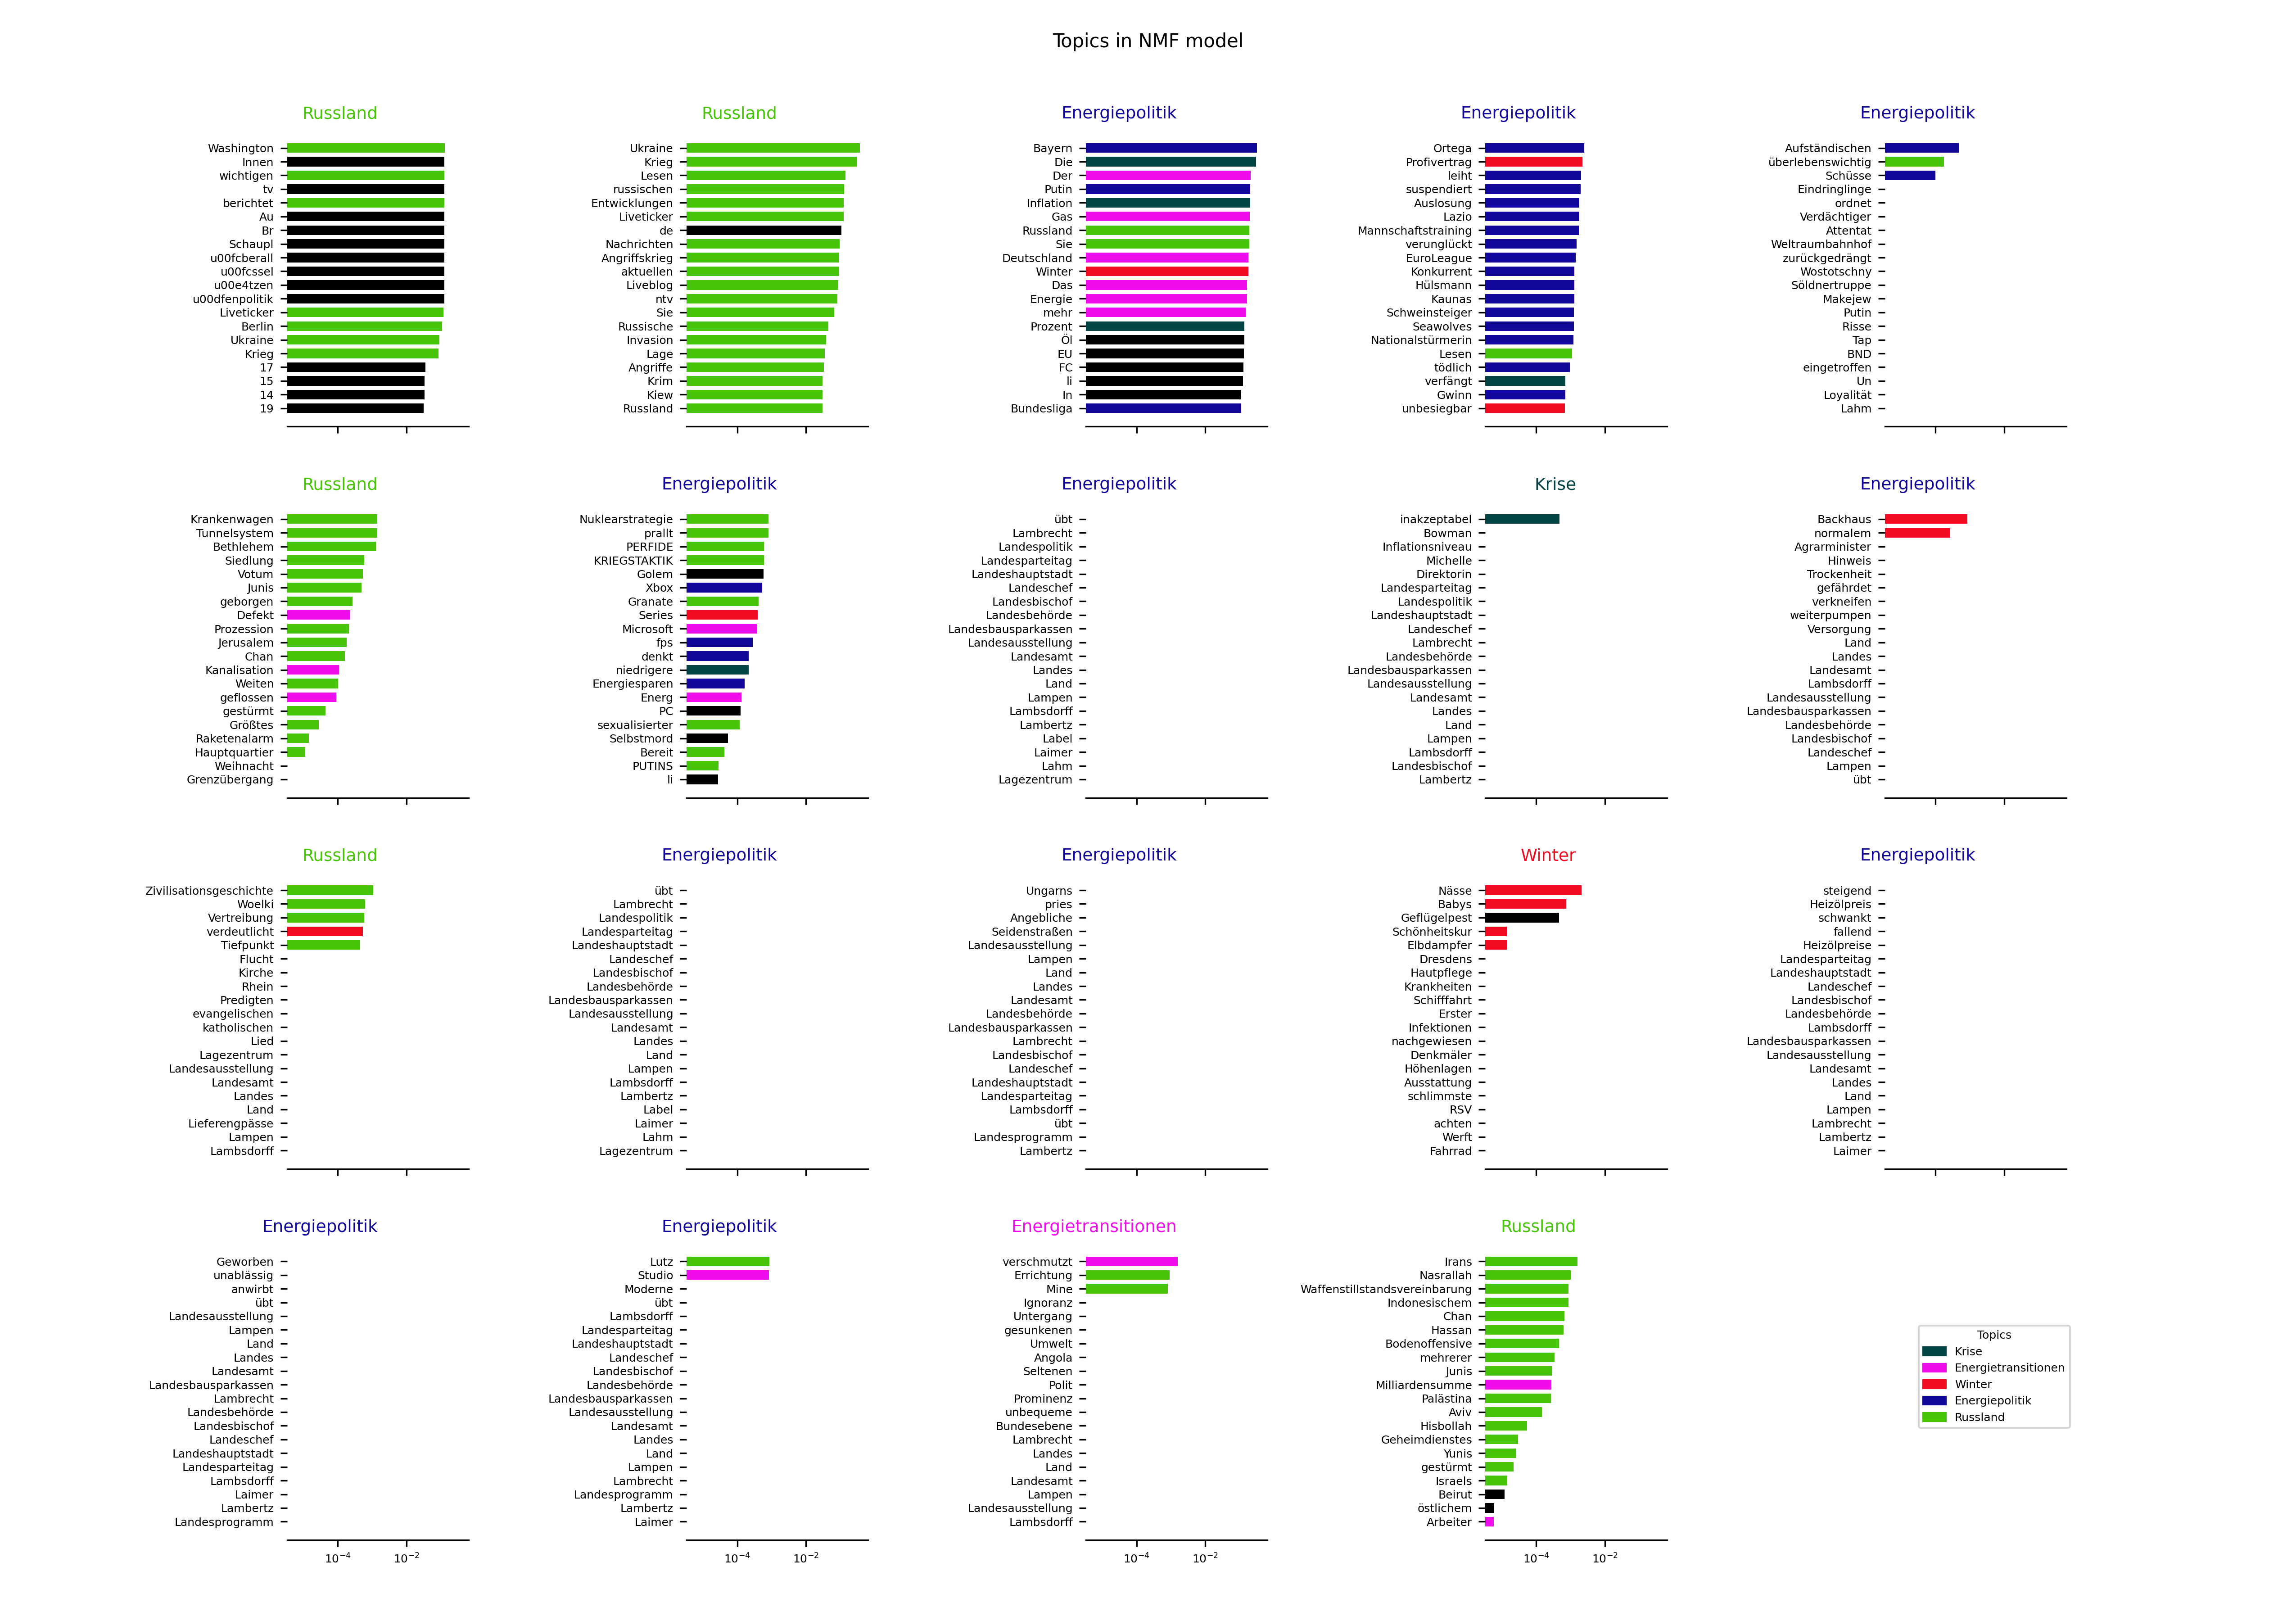 Topics in NMF model
Russland
Washington
Innen
wichtigen
tv
berichtet
Au
Br
Schaupl
u00fcberall
u00fcssel
u00e4tzen
u00dfenpolitik
Liveticker
Berlin
Ukraine
Krieg
17
15
14
19
Russland
Ukraine
Krieg
Lesen
russischen
Entwicklungen
Liveticker
de
Nachrichten
Angriffskrieg
aktuellen
Liveblog
ntv
Sie
Russische
Invasion
Lage
Angriffe
Krim
Kiew
Russland
Energiepolitik
Bayern
Die
Der
Putin
Inflation
Gas
Russland
Sie
Deutschland
Winter
Das
Energie
mehr
Prozent
Öl
EU
FC
li
In
Bundesliga
Energiepolitik
Ortega
Profivertrag
leiht
suspendiert
Auslosung
Lazio
Mannschaftstraining
verunglückt
EuroLeague
Konkurrent
Hülsmann
Kaunas
Schweinsteiger
Seawolves
Nationalstürmerin
Lesen
tödlich
verfängt
Gwinn
unbesiegbar
Energiepolitik
Aufständischen
überlebenswichtig
Schüsse
Eindringlinge
ordnet
Verdächtiger
Attentat
Weltraumbahnhof
zurückgedrängt
Wostotschny
Söldnertruppe
Makejew
Putin
Risse
Tap
BND
eingetroffen
Un
Loyalität
Lahm
Russland
Krankenwagen
Tunnelsystem
Bethlehem
Siedlung
Votum
Junis
geborgen
Defekt
Prozession
Jerusalem
Chan
Kanalisation
Weiten
geflossen
gestürmt
Größtes
Raketenalarm
Hauptquartier
Weihnacht
Grenzübergang
Energiepolitik
Nuklearstrategie
prallt
PERFIDE
KRIEGSTAKTIK
Golem
Xbox
Granate
Series
Microsoft
fps
denkt
niedrigere
Energiesparen
Energ
PC
sexualisierter
Selbstmord
Bereit
PUTINS
li
Energiepolitik
übt
Lambrecht
Landespolitik
Landesparteitag
Landeshauptstadt
Landeschef
Landesbischof
Landesbehörde
Landesbausparkassen
Landesausstellung
Landesamt
Landes
Land
Lampen
Lambsdorff
Lambertz
Label
Laimer
Lahm
Lagezentrum
Krise
inakzeptabel
Bowman
Inflationsniveau
Michelle
Direktorin
Landesparteitag
Landespolitik
Landeshauptstadt
Landeschef
Lambrecht
Landesbehörde
Landesbausparkassen
Landesausstellung
Landesamt
Landes
Land
Lampen
Lambsdorff
Landesbischof
Lambertz
Energiepolitik
Backhaus
normalem
Agrarminister
Hinweis
Trockenheit
gefährdet
verkneifen
weiterpumpen
Versorgung
Land
Landes
Landesamt
Lambsdorff
Landesausstellung
Landesbausparkassen
Landesbehörde
Landesbischof
Landeschef
Lampen
übt
Russland
Zivilisationsgeschichte
Woelki
Vertreibung
verdeutlicht
Tiefpunkt
Flucht
Kirche
Rhein
Predigten
evangelischen
katholischen
Lied
Lagezentrum
Landesausstellung
Landesamt
Landes
Land
Lieferengpässe
Lampen
Lambsdorff
Energiepolitik
übt
Lambrecht
Landespolitik
Landesparteitag
Landeshauptstadt
Landeschef
Landesbischof
Landesbehörde
Landesbausparkassen
Landesausstellung
Landesamt
Landes
Land
Lampen
Lambsdorff
Lambertz
Label
Laimer
Lahm
Lagezentrum
Energiepolitik
Ungarns
pries
Angebliche
Seidenstraßen
Landesausstellung
Lampen
Land
Landes
Landesamt
Landesbehörde
Landesbausparkassen
Lambrecht
Landesbischof
Landeschef
Landeshauptstadt
Landesparteitag
Lambsdorff
übt
Landesprogramm
Lambertz
Winter
Nässe
Babys
Geflügelpest
Schönheitskur
Elbdampfer
Dresdens
Hautpflege
Krankheiten
Schifffahrt
Erster
Infektionen
nachgewiesen
Denkmäler
Höhenlagen
Ausstattung
schlimmste
RSV
achten
Werft
Fahrrad
Energiepolitik
steigend
Heizölpreis
schwankt
fallend
Heizölpreise
Landesparteitag
Landeshauptstadt
Landeschef
Landesbischof
Landesbehörde
Lambsdorff
Landesbausparkassen
Landesausstellung
Landesamt
Landes
Land
Lampen
Lambrecht
Lambertz
Laimer
Energiepolitik
Geworben
unablässig
anwirbt
übt
Landesausstellung
Lampen
Land
Landes
Landesamt
Landesbausparkassen
Lambrecht
Landesbehörde
Landesbischof
Landeschef
Landeshauptstadt
Landesparteitag
Lambsdorff
Laimer
Lambertz
Landesprogramm
10⁻⁴ 10⁻²
Energiepolitik
Lutz
Studio
Moderne
übt
Lambsdorff
Landesparteitag
Landeshauptstadt
Landeschef
Landesbischof
Landesbehörde
Landesbausparkassen
Landesausstellung
Landesamt
Landes
Land
Lampen
Lambrecht
Landesprogramm
Lambertz
Laimer
10⁻⁴ 10⁻²
Energietransitionen
verschmutzt
Errichtung
Mine
Ignoranz
Untergang
gesunkenen
Umwelt
Angola
Seltenen
Polit
Prominenz
unbequeme
Bundesebene
Lambrecht
Landes
Land
Landesamt
Lampen
Landesausstellung
Lambsdorff
10⁻⁴ 10⁻²
Russland
Irans
Nasrallah
Waffenstillstandsvereinbarung
Indonesischem
Chan
Hassan
Bodenoffensive
mehrerer
Junis
Milliardensumme
Palästina
Aviv
Hisbollah
Geheimdienstes
Yunis
gestürmt
Israels
Beirut
östlichem
Arbeiter
10⁻⁴ 10⁻²
Topics
Krise
Energietransitionen
Winter
Energiepolitik
Russland